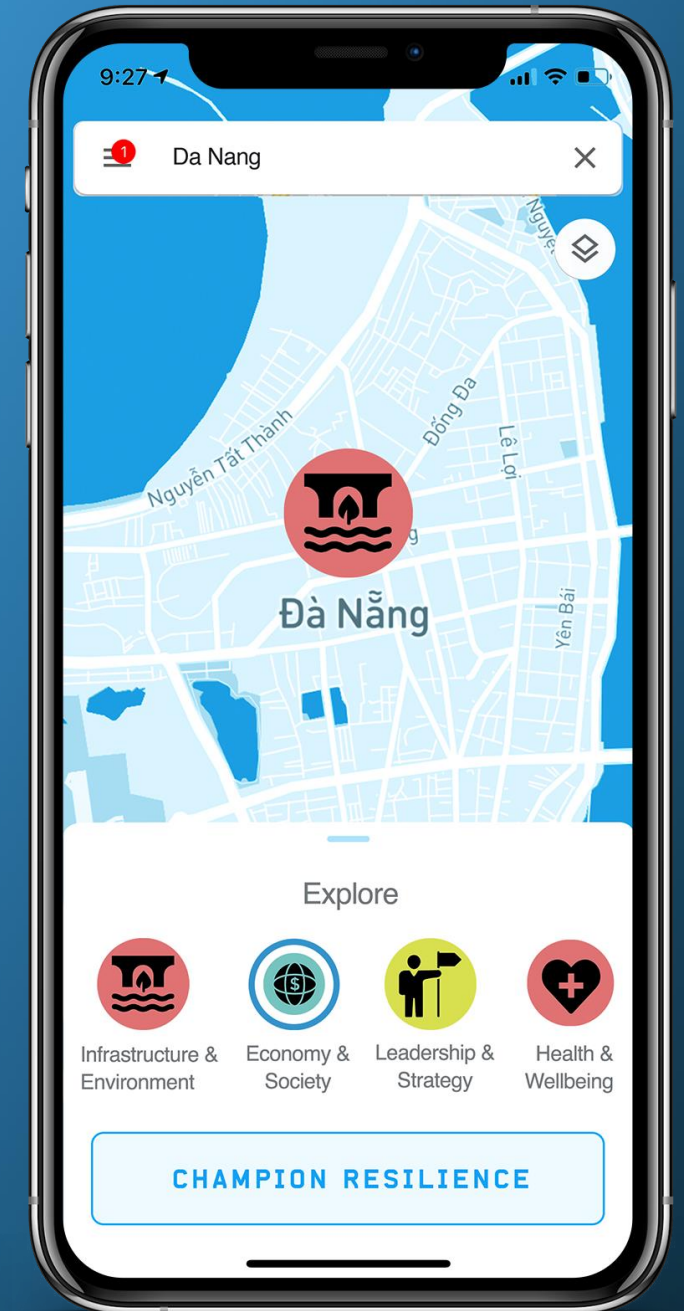 9:27
1
Da Nang
Nguyễn Tất Thành
Đống Đa
Lê Lợi
Đà Nẵng
Yên Bái
Explore
Infrastructure &
Environment
Economy &
Society
$
Leadership &
Strategy
Health &
Wellbeing
CHAMPION RESILIENCE